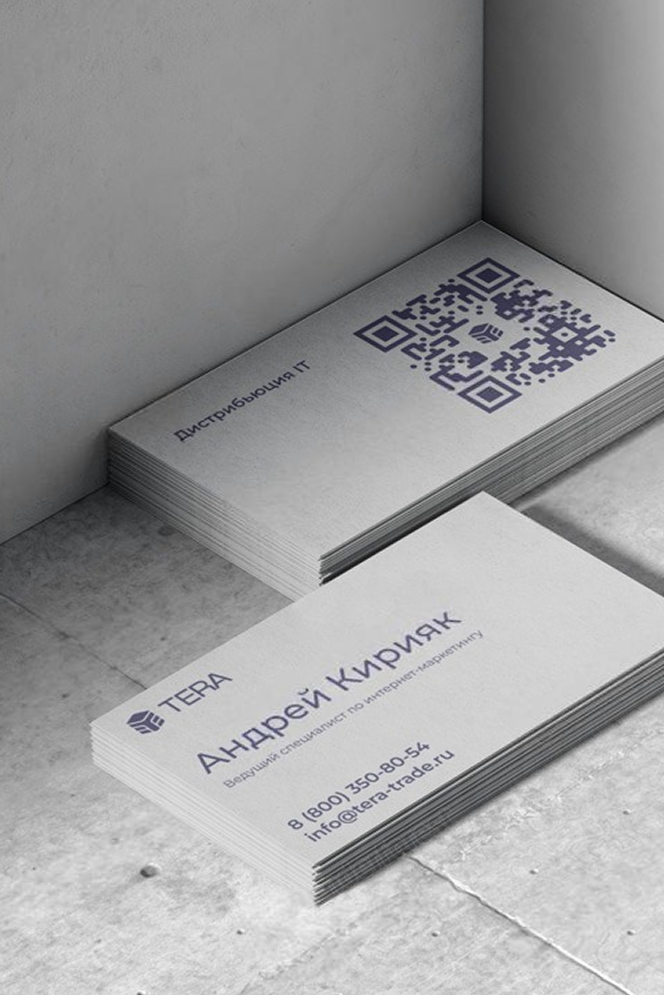 Дистрибьюция IT
TERA
Андрей Кирияк
Ведущий специалист по интернет-маркетингу
8 (800) 350-80-54
info@tera-trade.ru